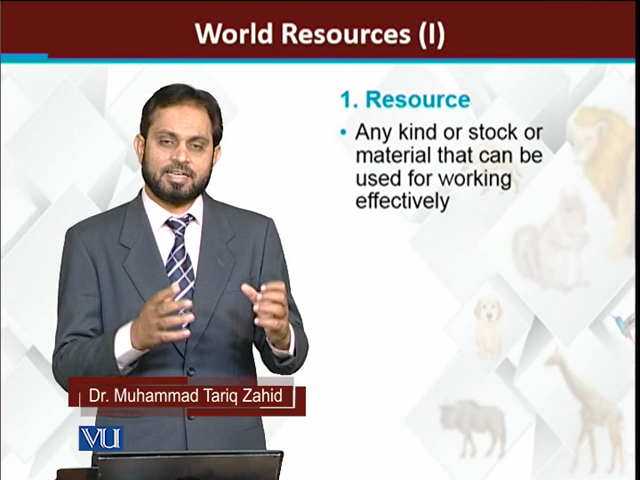 World Resources (I)
1. Resource
• Any kind or stock or
material that can be
used for working
effectively
Dr. Muhammad Tariq Zahid
VU